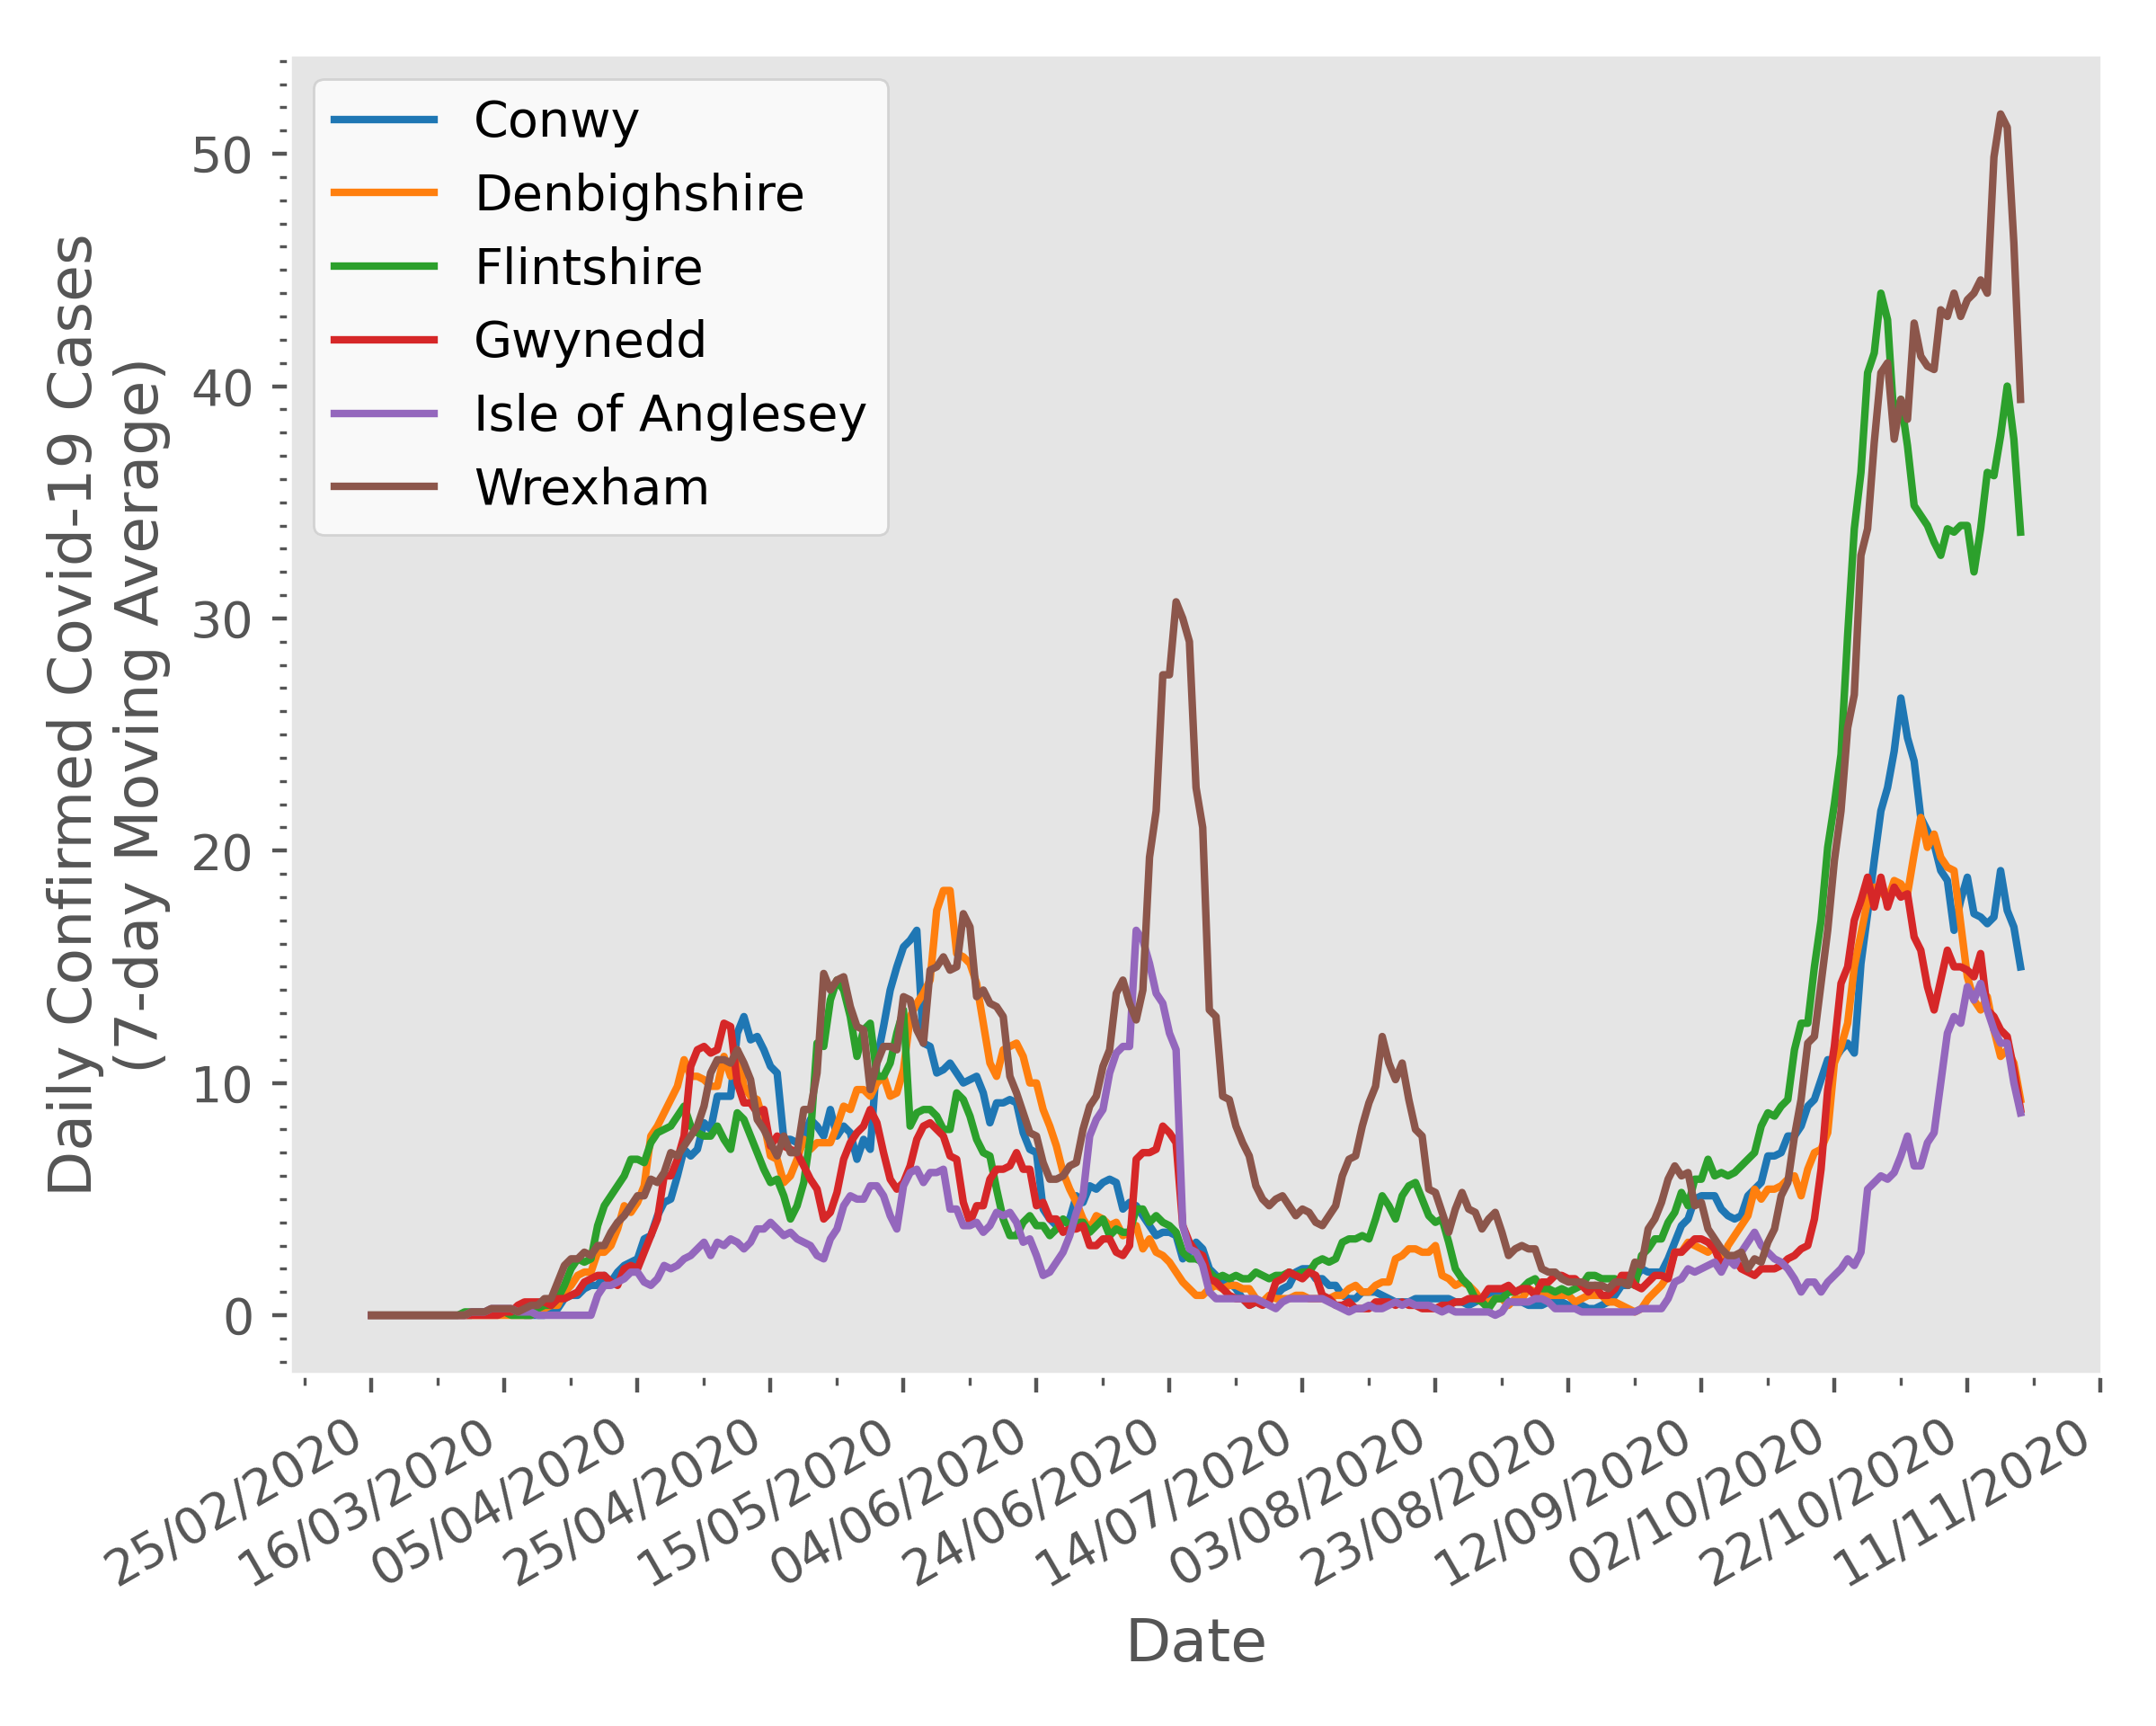 Conwy
Denbighshire
Flintshire
Gwynedd
Isle of Anglesey
Wrexham
Daily Confirmed Covid-19 Cases
(7-day Moving Average)
50
40
30
20
10
0
25/02/2020
16/03/2020
05/04/2020
25/04/2020
15/05/2020
04/06/2020
24/06/2020
14/07/2020
03/08/2020
23/08/2020
12/09/2020
02/10/2020
22/10/2020
11/11/2020
Date